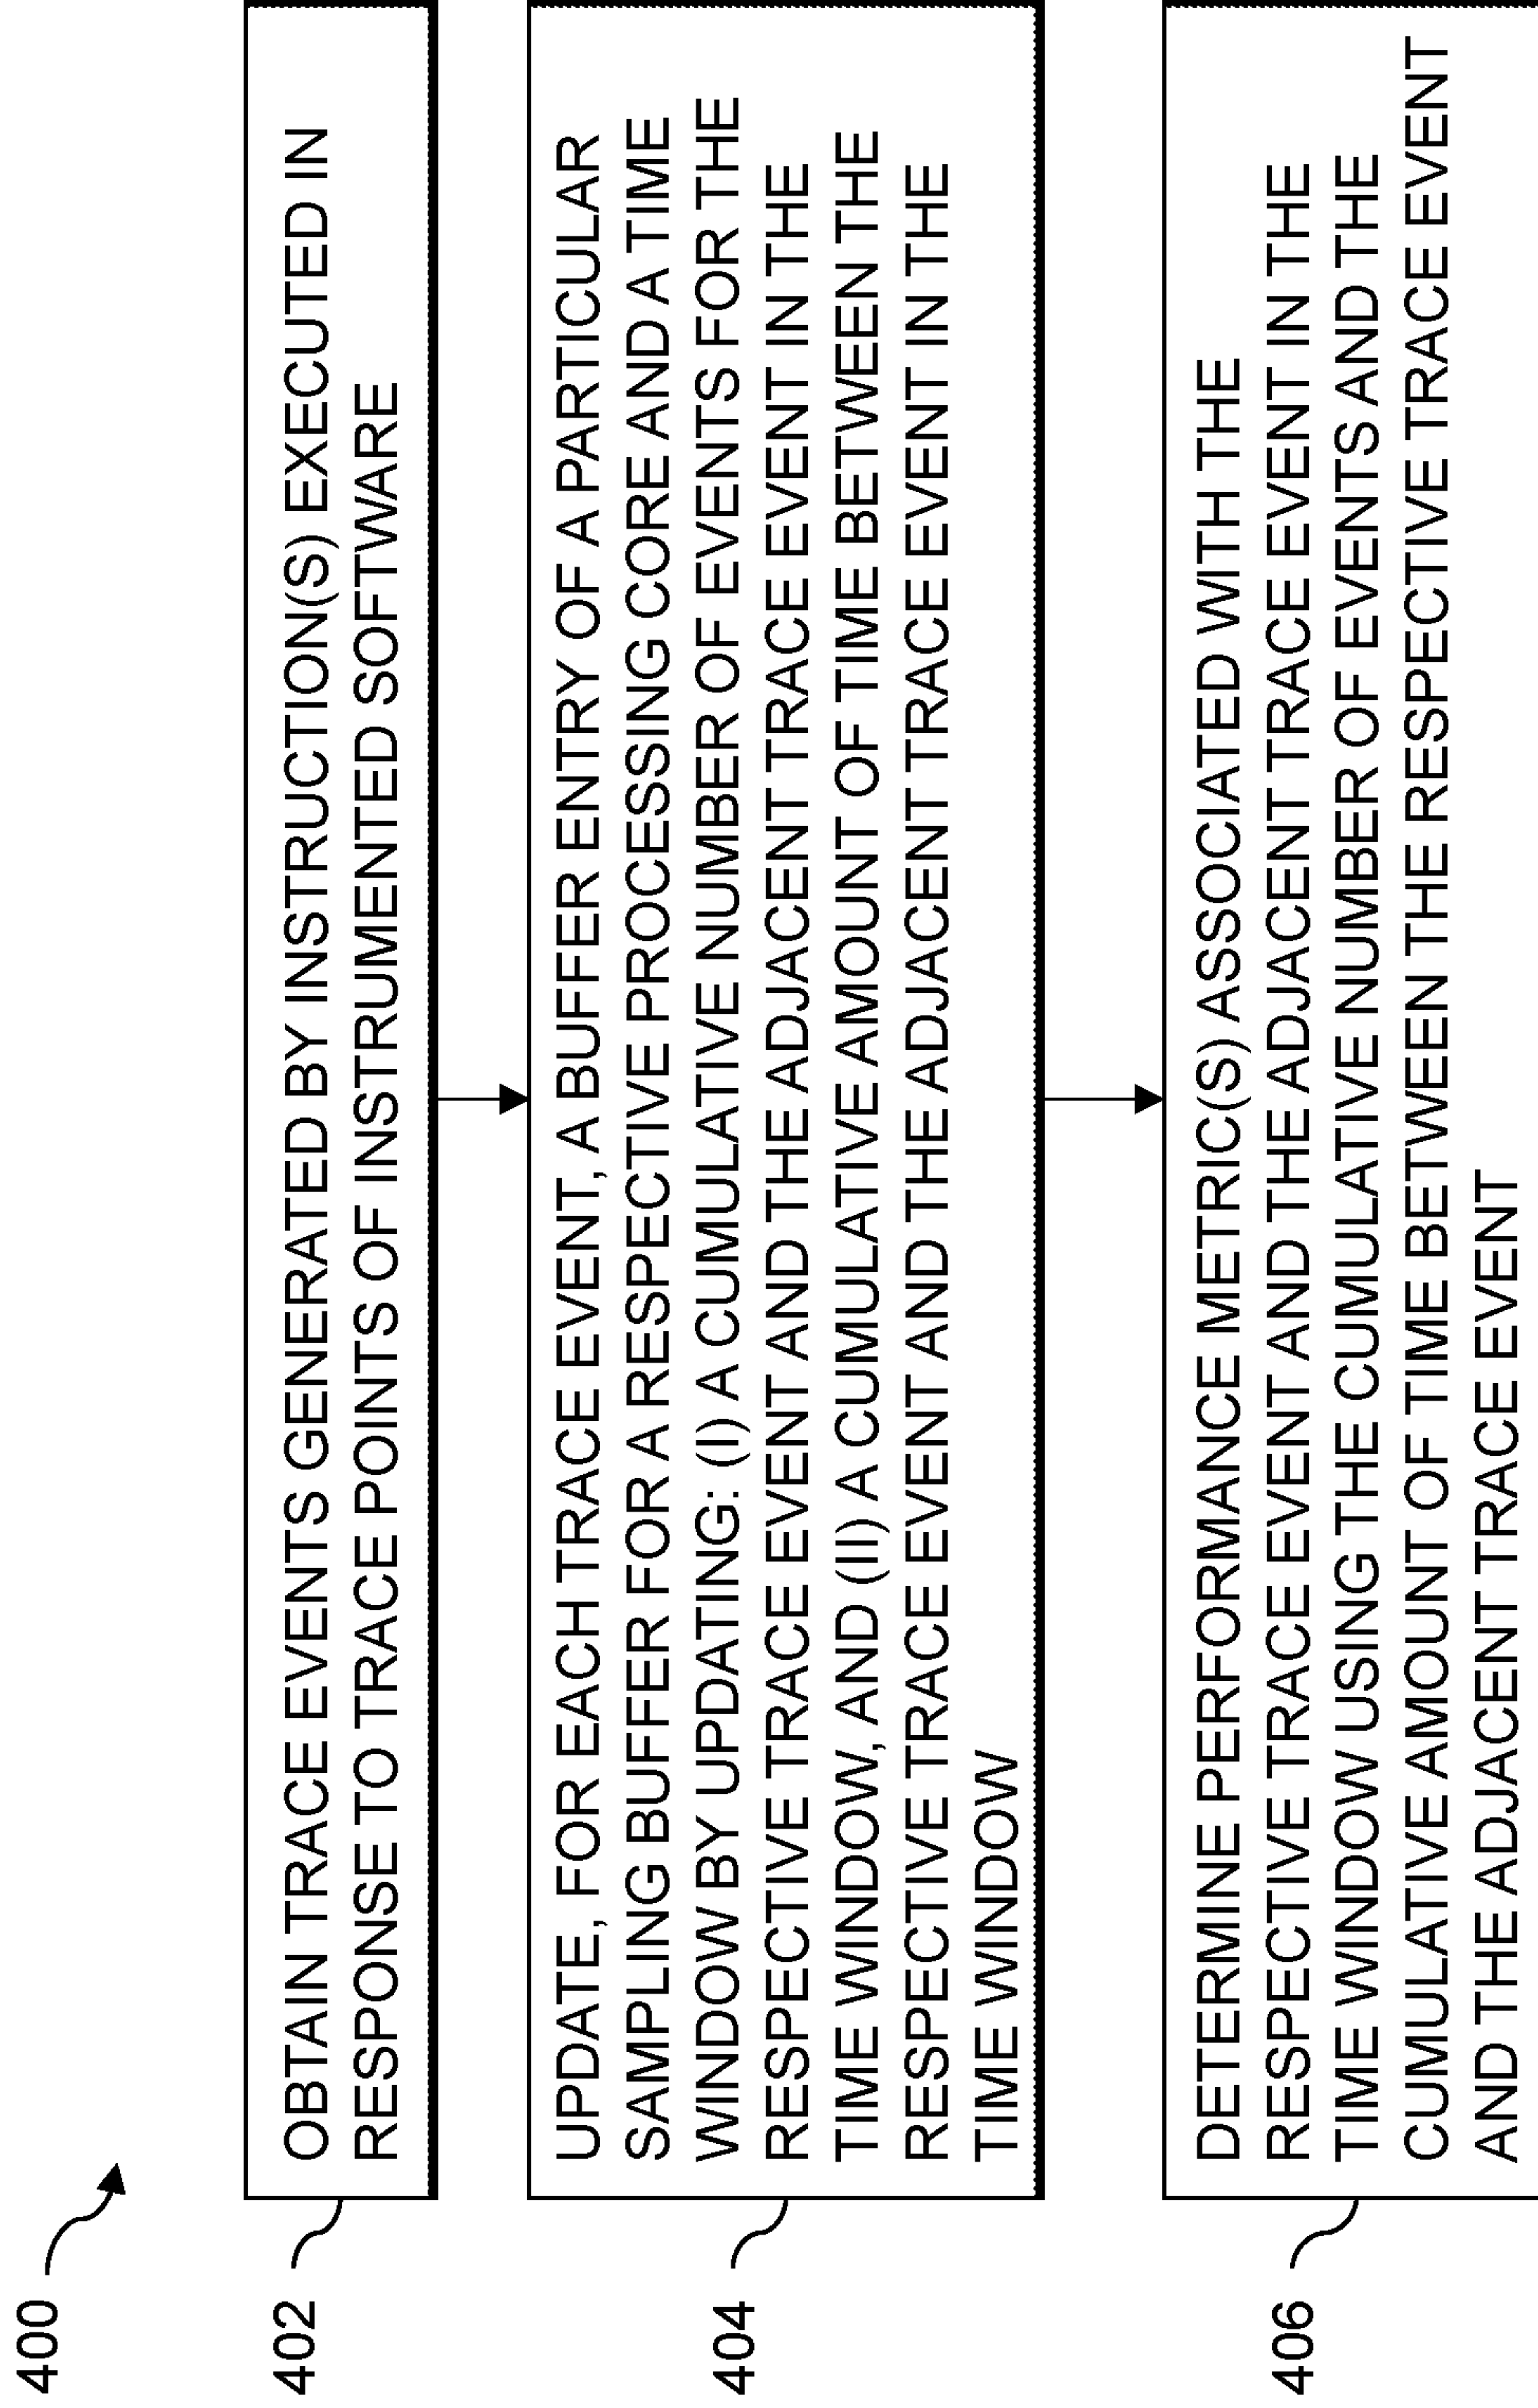 400
402
OBTAIN TRACE EVENTS GENERATED BY INSTRUCTION(S) EXECUTED IN
RESPONSE TO TRACE POINTS OF INSTRUMENTED SOFTWARE
404
UPDATE, FOR EACH TRACE EVENT, A BUFFER ENTRY OF A PARTICULAR
SAMPLING BUFFER FOR A RESPECTIVE PROCESSING CORE AND A TIME
WINDOW BY UPDATING: (I) A CUMULATIVE NUMBER OF EVENTS FOR THE
RESPECTIVE TRACE EVENT AND THE ADJACENT TRACE EVENT IN THE
TIME WINDOW, AND (II) A CUMULATIVE AMOUNT OF TIME BETWEEN THE
RESPECTIVE TRACE EVENT AND THE ADJACENT TRACE EVENT IN THE
TIME WINDOW
406
DETERMINE PERFORMANCE METRIC(S) ASSOCIATED WITH THE
RESPECTIVE TRACE EVENT AND THE ADJACENT TRACE EVENT IN THE
TIME WINDOW USING THE CUMULATIVE NUMBER OF EVENTS AND THE
CUMULATIVE AMOUNT OF TIME BETWEEN THE RESPECTIVE TRACE EVENT
AND THE ADJACENT TRACE EVENT